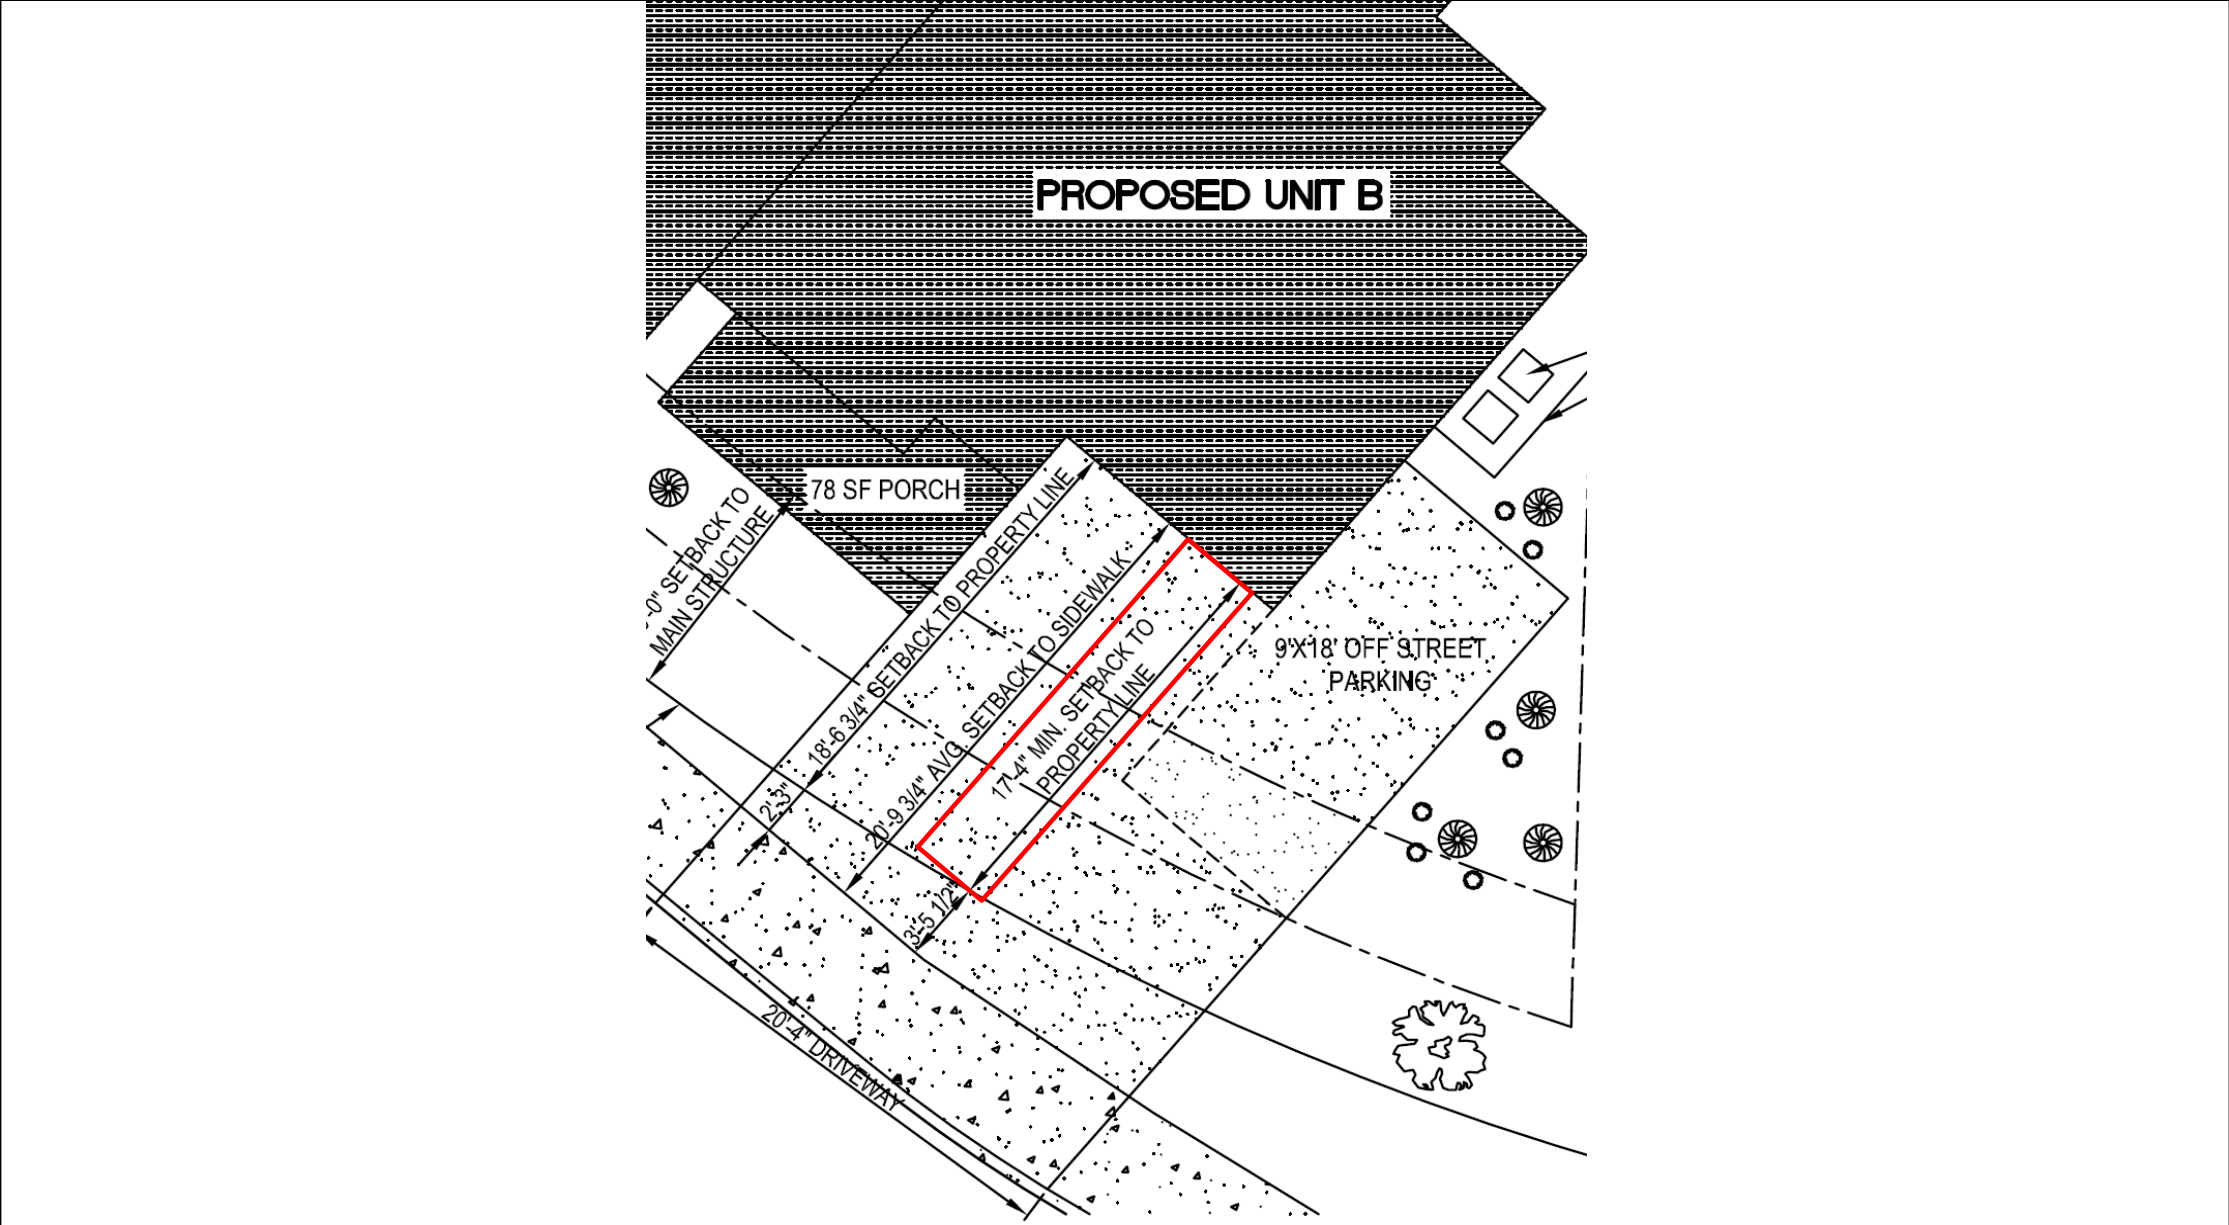 PROPOSED UNIT B
78 SF PORCH
-0" SETBACK TO
MAIN STRUCTURE
18'-6 3/4" SETBACK TO PROPERTY LINE
2'-3"
20'-9 3/4" AVG. SETBACK TO SIDEWALK
17'-4" MIN. SETBACK TO
PROPERTY LINE
3'-5 1/2"
9'X18' OFF STREET
PARKING
20'-4" DRIVEWAY